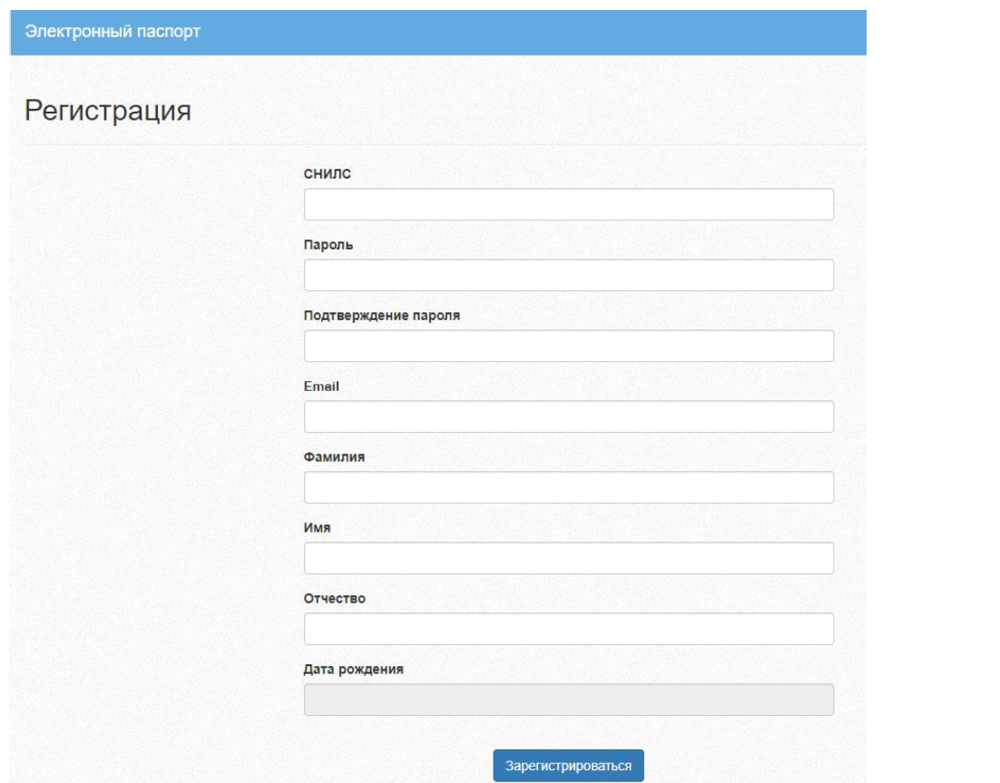 Электронный паспорт
Регистрация
СНИЛС
Пароль
Подтверждение пароля
Email
Фамилия
Имя
Отчество
Дата рождения
Зарегистрироваться